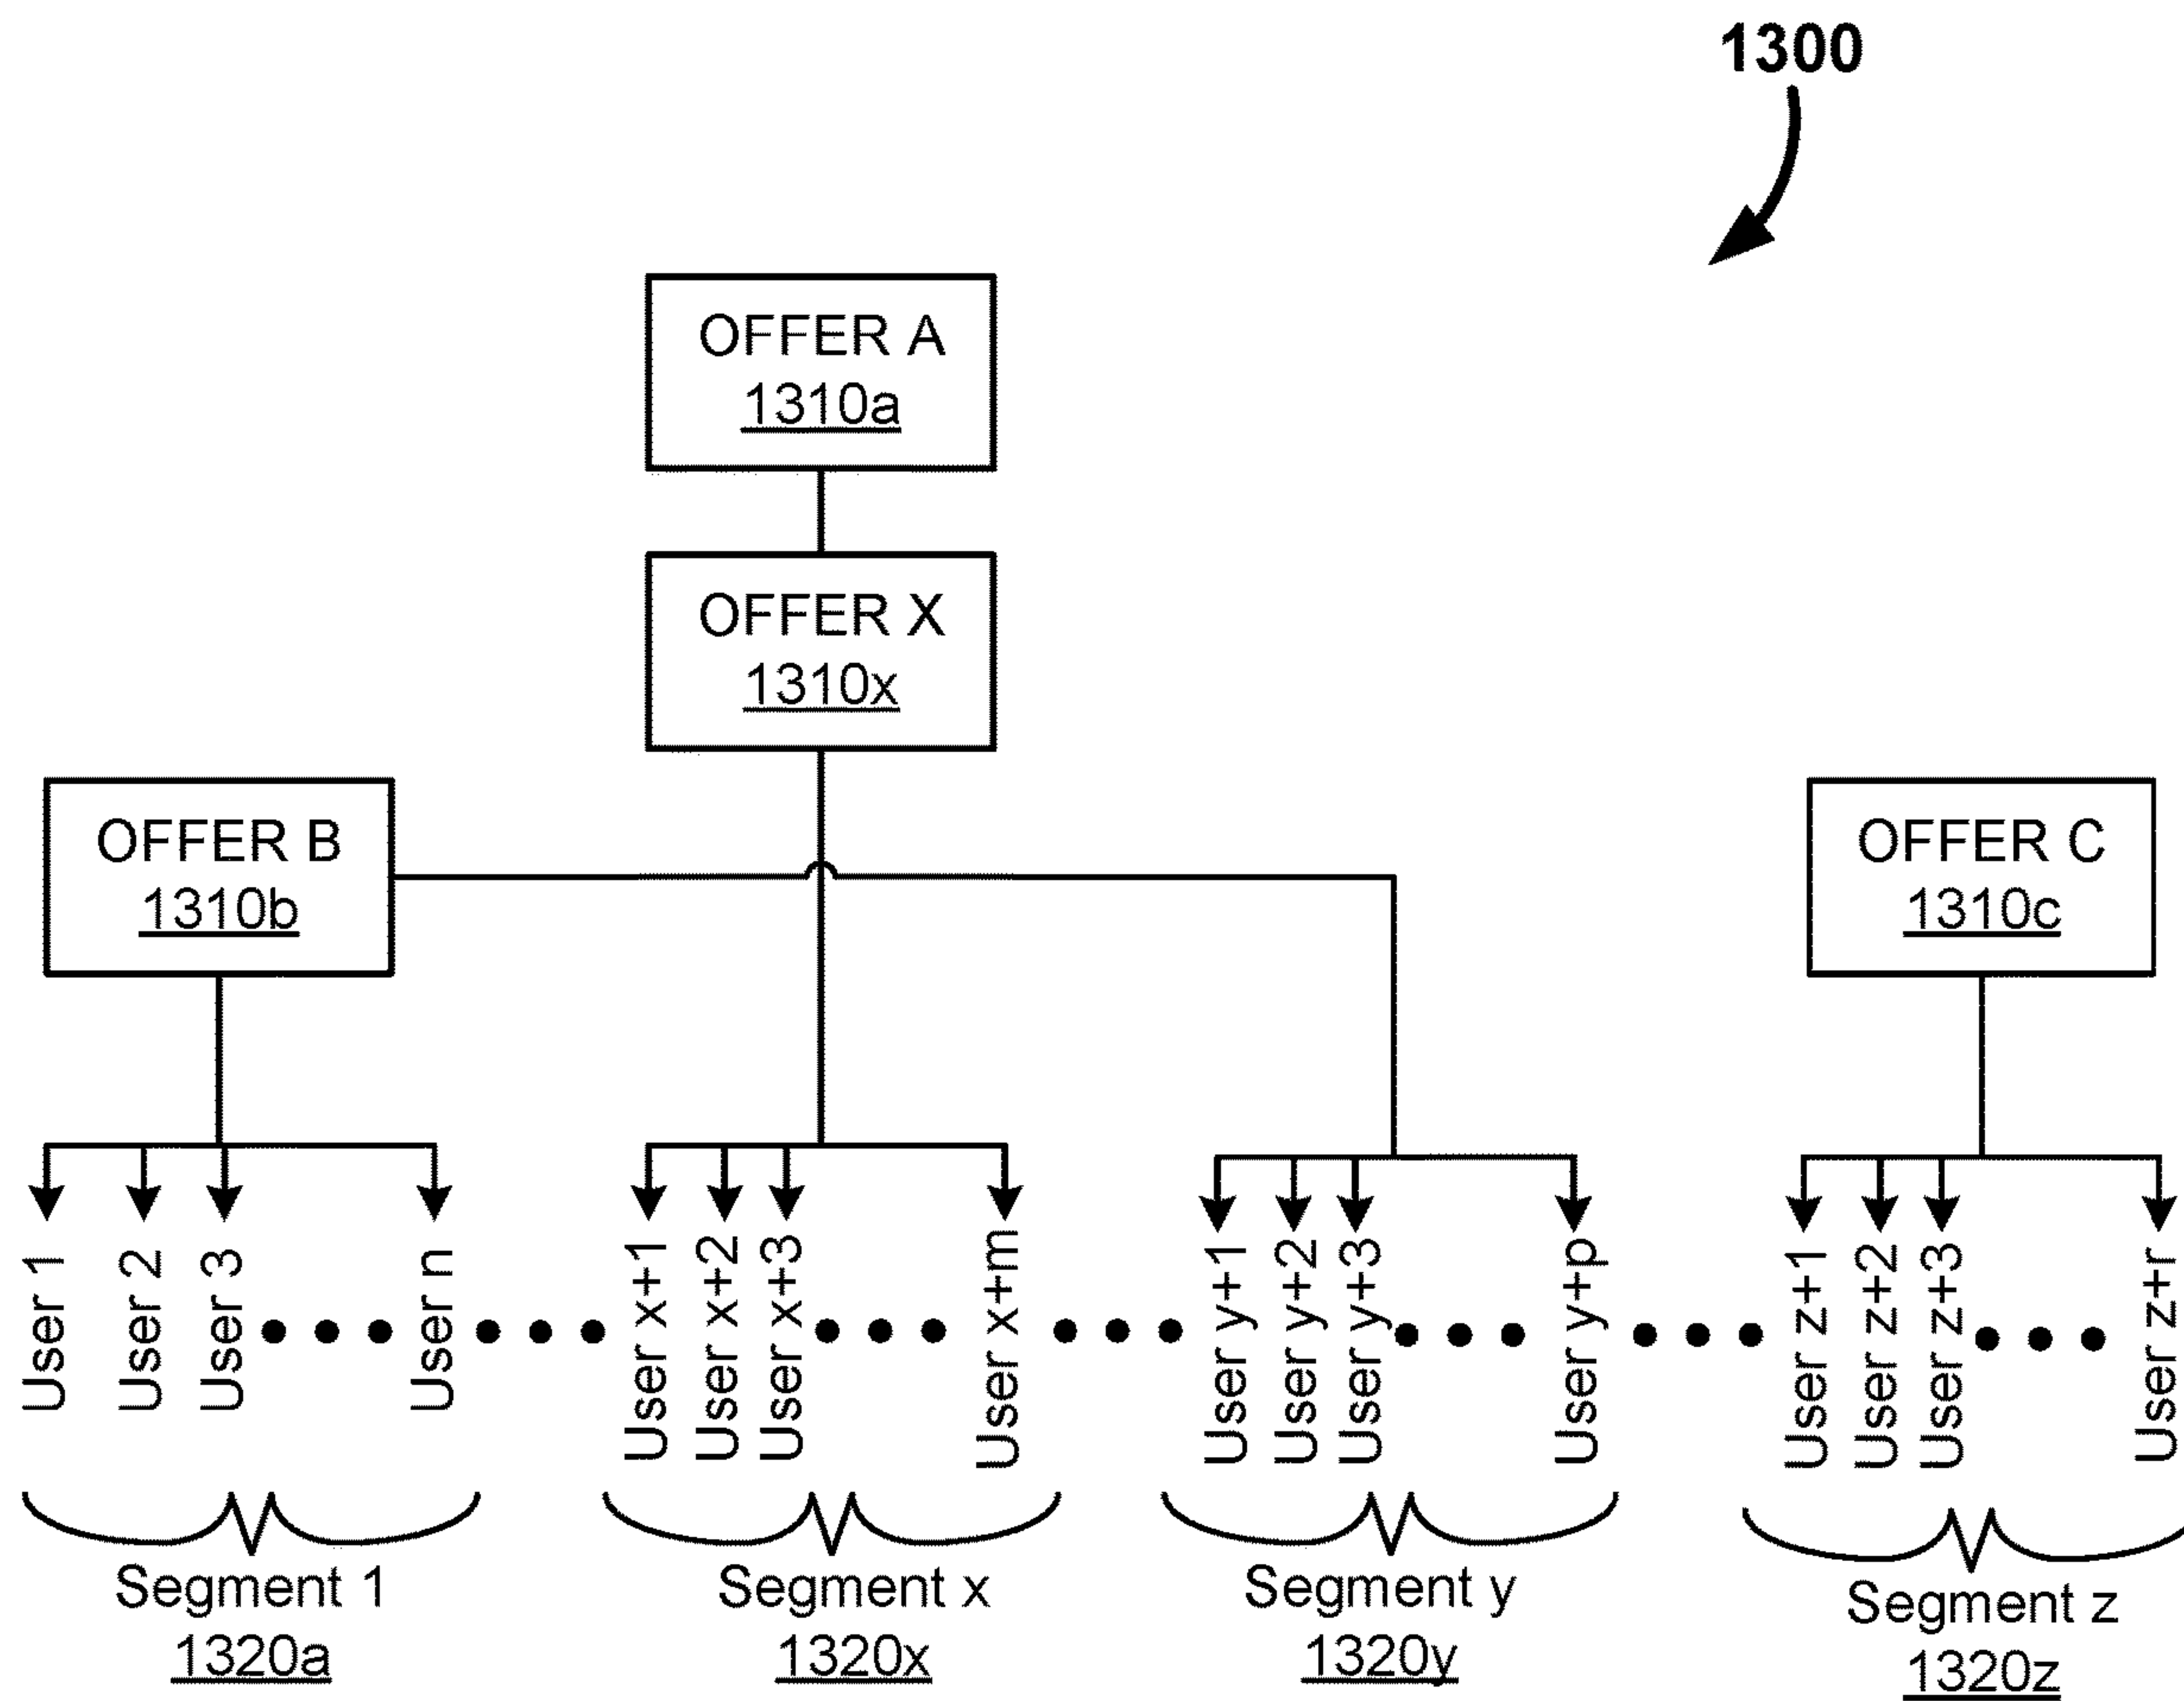 1300
OFFER A
1310a
OFFER X
1310x
OFFER B
1310b
OFFER C
1310c
User 1
User 2
User 3
User n
User x+1
User x+2
User x+3
User x+m
User y+1
User y+2
User y+3
User y+p
User z+1
User z+2
User z+3
User z+r
Segment 1
1320a
Segment x
1320x
Segment y
1320y
Segment z
1320z